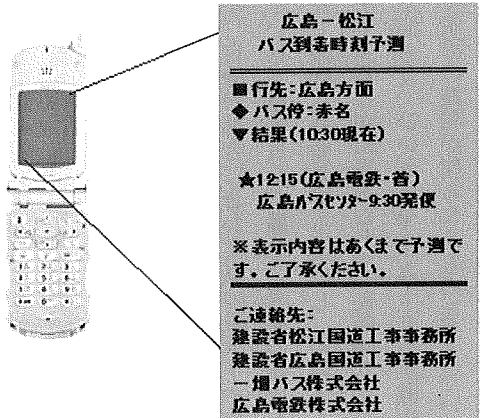 広島－松江
バス到着時刻予測
■行先：広島方面
◆バス停：赤名
▼結果(10:30現在)
★12:15(広島電鉄・首)
広島バスセンター9:30発便
※表示内容はあくまで予測で
す。ご了承ください。
ご連絡先：
建設省松江国道工事事務所
建設省広島国道工事事務所
一畑バス株式会社
広島電鉄株式会社